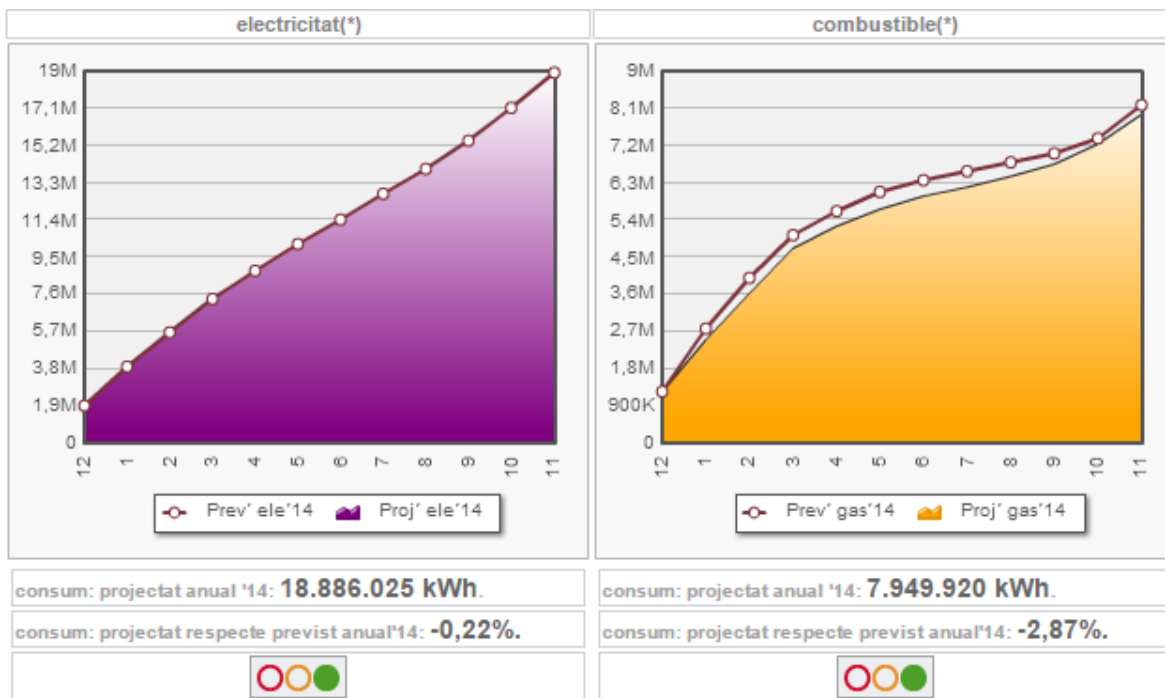 electricitat(*)
19M
17,1M
15,2M
13,3M
11,4M
9,5M
7,6M
5,7M
3,8M
1,9M
0
12 1 2 3 4 5 6 7 8 9 10 11
Prev' ele'14 Proj' ele'14
consum: projectat anual '14: 18.886.025 kWh.
consum: projectat respecte previst anual'14: -0,22%.
combustible(*)
9M
8,1M
7,2M
6,3M
5,4M
4,5M
3,6M
2,7M
1,8M
900K
0
12 1 2 3 4 5 6 7 8 9 10 11
Prev' gas'14 Proj' gas'14
consum: projectat anual '14: 7.949.920 kWh.
consum: projectat respecte previst anual'14: -2,87%.